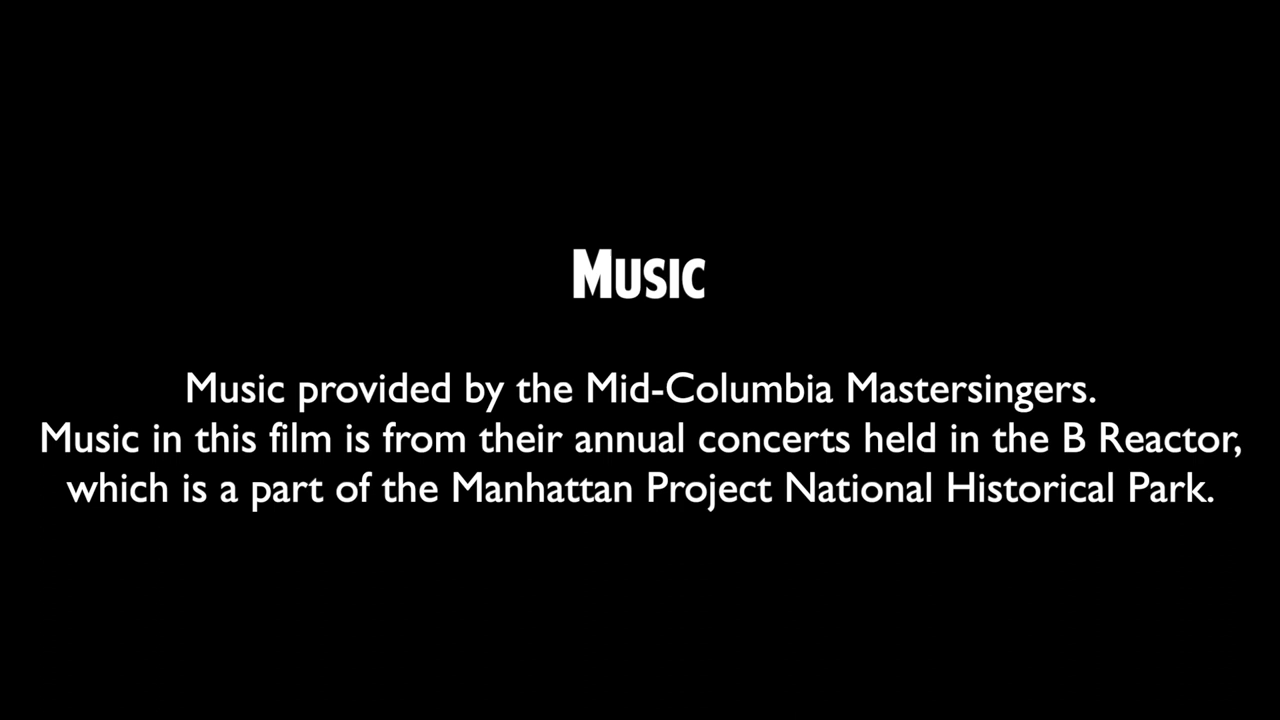 Music
Music provided by the Mid-Columbia Mastersingers.
Music in this film is from their annual concerts held in the B Reactor,
which is a part of the Manhattan Project National Historical Park.